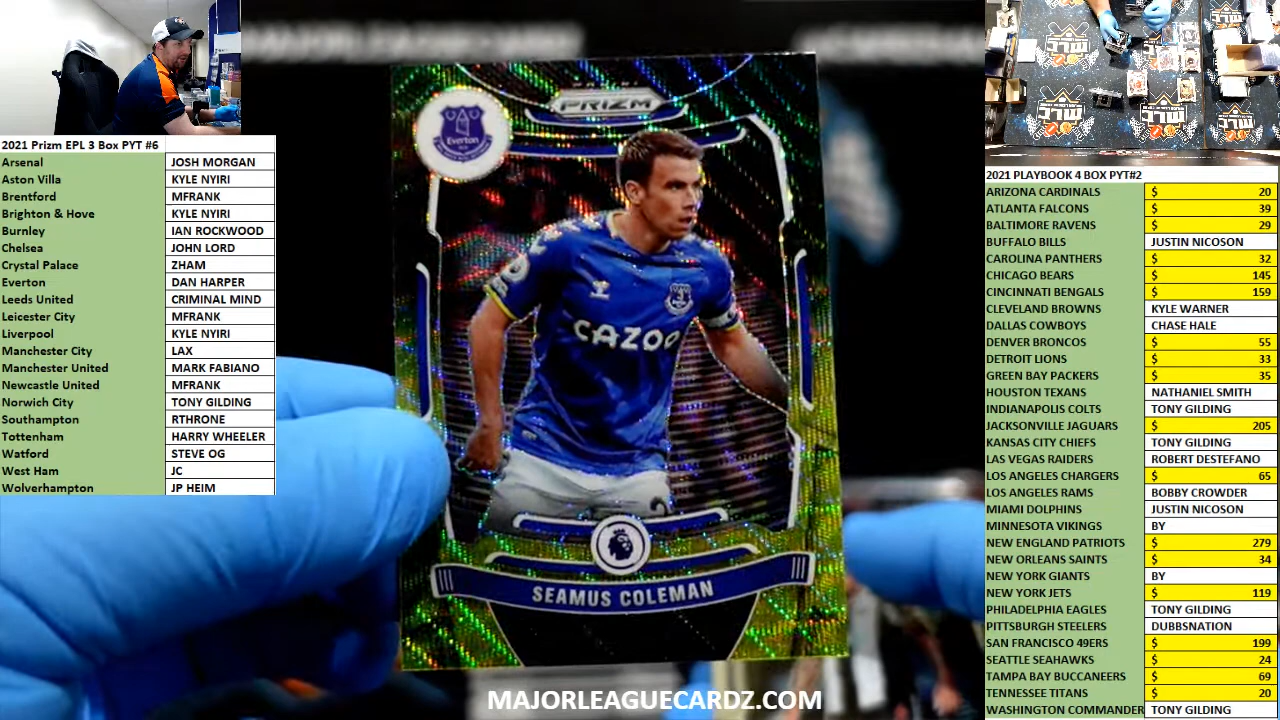 2021 Prizm EPL 3 Box PYT #6
Arsenal JOSH MORGAN
Aston Villa KYLE NYIRI
Brentford MFRANK
Brighton & Hove KYLE NYIRI
Burnley IAN ROCKWOOD
Chelsea JOHN LORD
Crystal Palace ZHAM
Everton DAN HARPER
Leeds United CRIMINAL MIND
Leicester City MFRANK
Liverpool KYLE NYIRI
Manchester City LAX
Manchester United MARK FABIANO
Newcastle United MFRANK
Norwich City TONY GILDING
Southampton RTHRONE
Tottenham HARRY WHEELER
Watford STEVE OG
West Ham JC
Wolverhampton JP HEIM
PRIZM
Everton
CAZOO
SEAMUS COLEMAN
MAJORLEAGUECARDZ.COM
2021 PLAYBOOK 4 BOX PYT#2
ARIZONA CARDINALS $ 20
ATLANTA FALCONS $ 39
BALTIMORE RAVENS $ 29
BUFFALO BILLS JUSTIN NICOSON
CAROLINA PANTHERS $ 32
CHICAGO BEARS $ 145
CINCINNATI BENGALS $ 159
CLEVELAND BROWNS KYLE WARNER
DALLAS COWBOYS CHASE HALE
DENVER BRONCOS $ 55
DETROIT LIONS $ 33
GREEN BAY PACKERS $ 35
HOUSTON TEXANS NATHANIEL SMITH
INDIANAPOLIS COLTS TONY GILDING
JACKSONVILLE JAGUARS $ 205
KANSAS CITY CHIEFS TONY GILDING
LAS VEGAS RAIDERS ROBERT DESTEFANO
LOS ANGELES CHARGERS $ 65
LOS ANGELES RAMS BOBBY CROWDER
MIAMI DOLPHINS JUSTIN NICOSON
MINNESOTA VIKINGS BY
NEW ENGLAND PATRIOTS $ 279
NEW ORLEANS SAINTS $ 34
NEW YORK GIANTS BY
NEW YORK JETS $ 119
PHILADELPHIA EAGLES TONY GILDING
PITTSBURGH STEELERS DUBBSNATION
SAN FRANCISCO 49ERS $ 199
SEATTLE SEAHAWKS $ 24
TAMPA BAY BUCCANEERS $ 69
TENNESSEE TITANS $ 20
WASHINGTON COMMANDER TONY GILDING